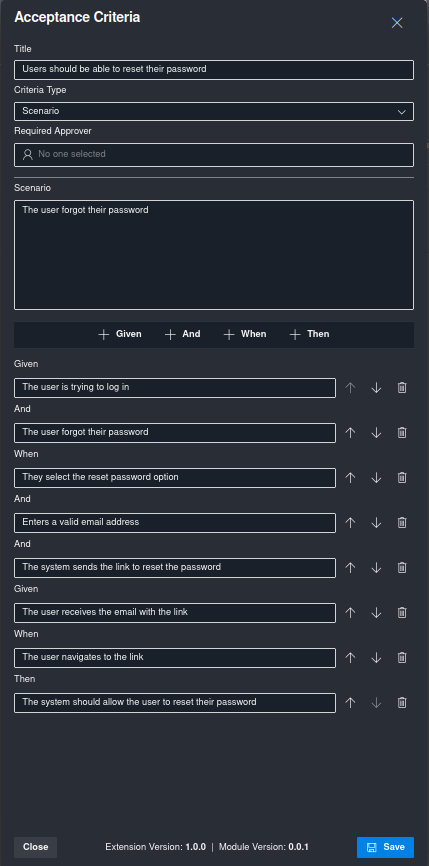 Acceptance Criteria
Title
Users should be able to reset their password
Criteria Type
Scenario
Required Approver
No one selected
Scenario
The user forgot their password
Given And When Then
Given
The user is trying to log in
And
The user forgot their password
When
They select the reset password option
And
Enters a valid email address
And
The system sends the link to reset the password
Given
The user receives the email with the link
When
The user navigates to the link
Then
The system should allow the user to reset their password
Close Extension Version: 1.0.0 | Module Version: 0.0.1 Save